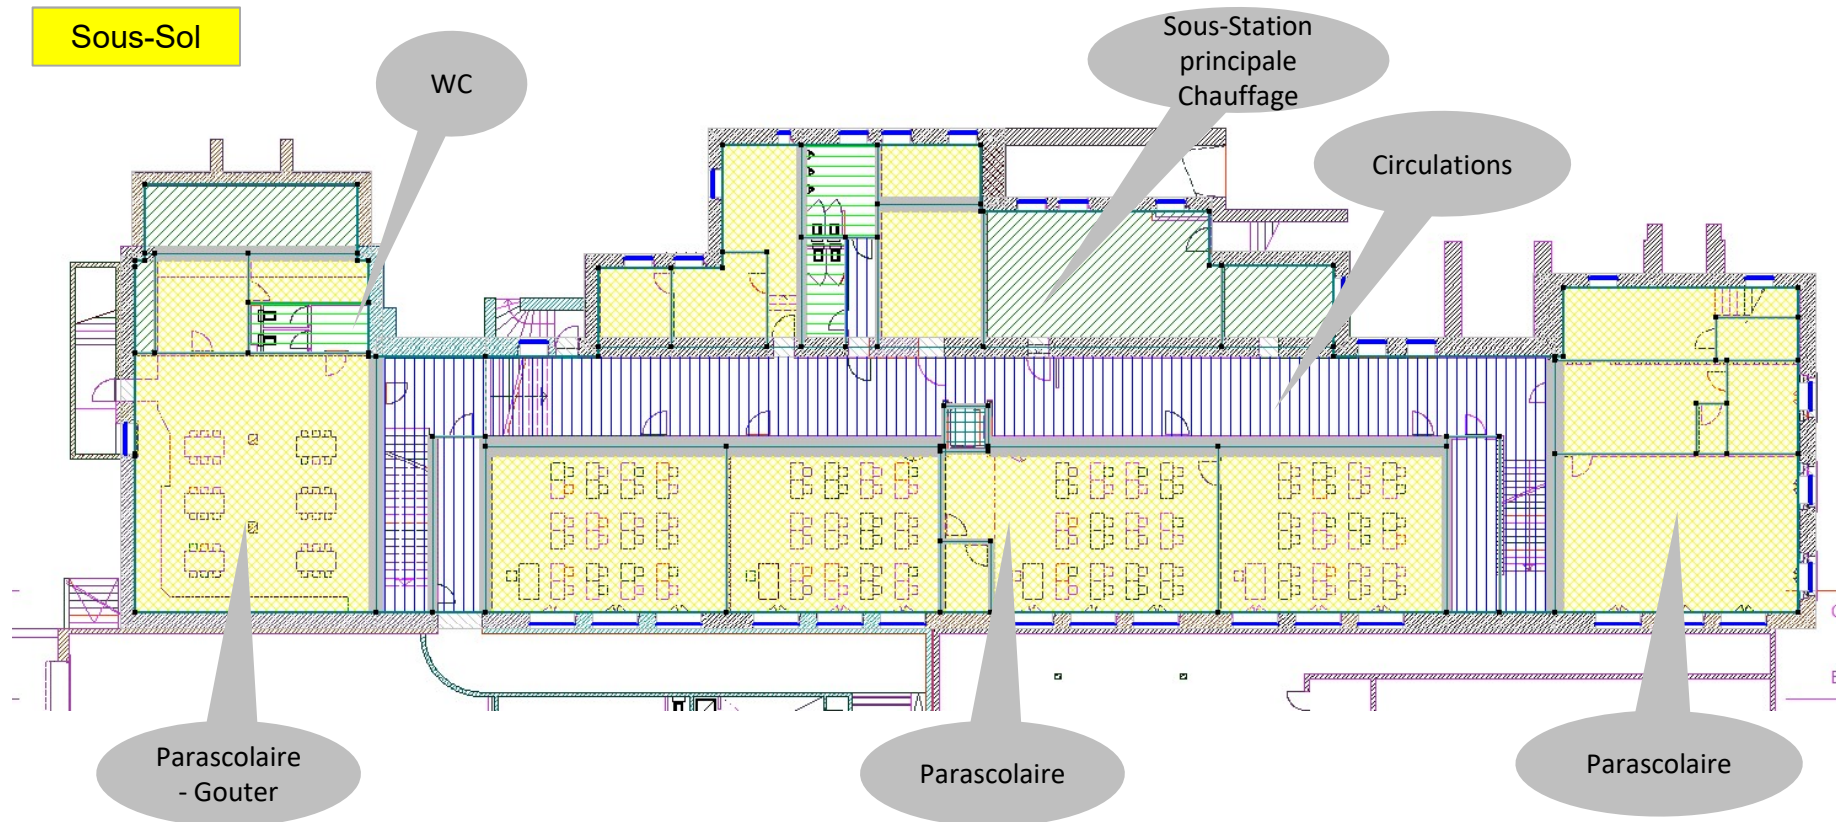 Sous-Sol
WC
Sous-Station
principale
Chauffage
Circulations
Parascolaire
- Gouter
Parascolaire
Parascolaire